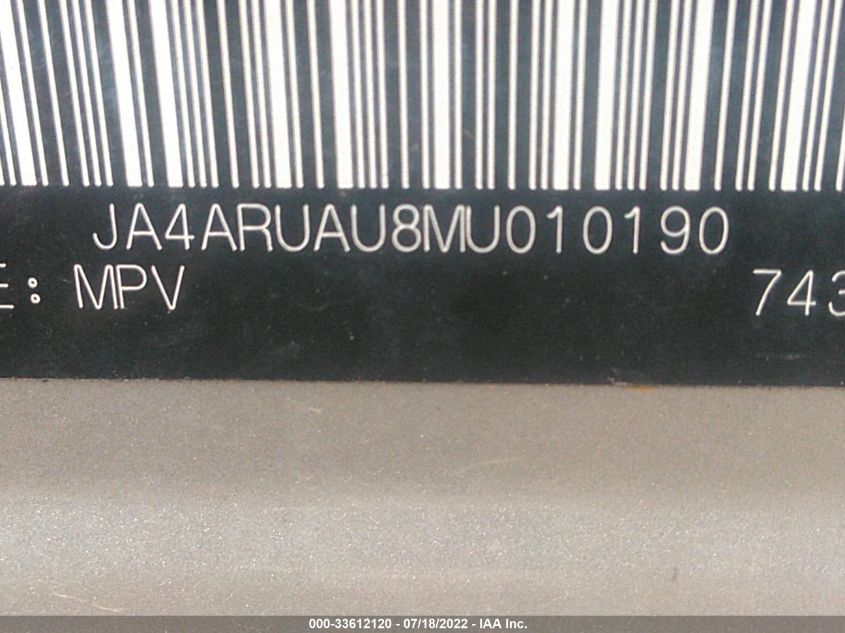 JA4ARUAU8MU010190
E: MPV 743
000-33612120 - 07/18/2022 - IAA Inc.